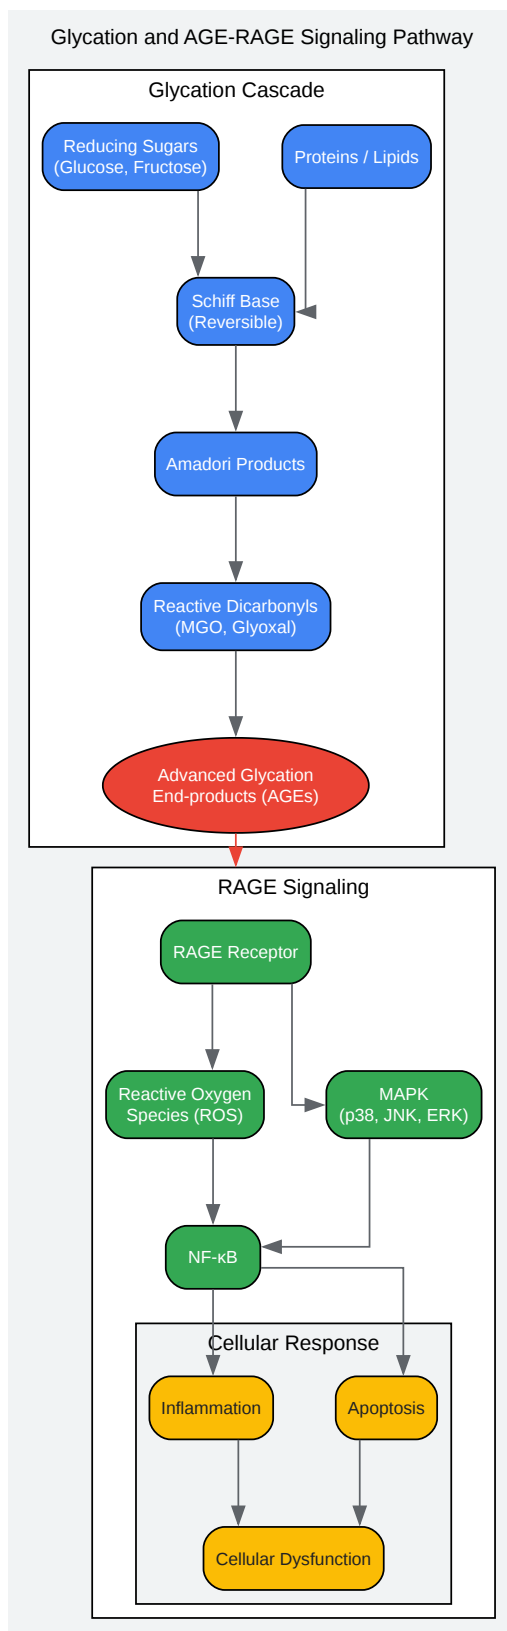 Glycation and AGE-RAGE Signaling Pathway
Glycation Cascade
Reducing Sugars
(Glucose, Fructose)
Proteins / Lipids
Schiff Base
(Reversible)
Amadori Products
Reactive Dicarbonyls
(MGO, Glyoxal)
Advanced Glycation
End-products (AGEs)
RAGE Signaling
RAGE Receptor
Reactive Oxygen
Species (ROS)
MAPK
(p38, JNK, ERK)
NF-κB
Cellular Response
Inflammation
Apoptosis
Cellular Dysfunction